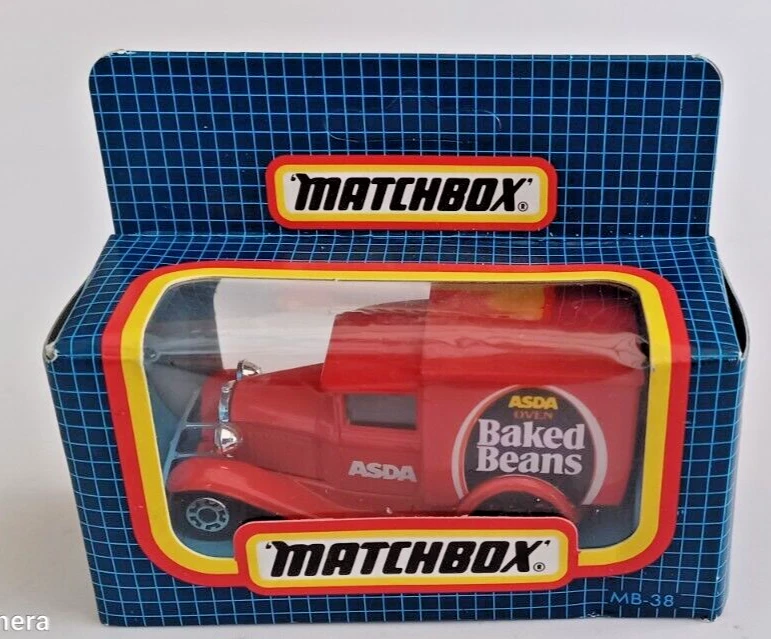 'MATCHBOX'®
ASDA
OVEN
Baked
Beans
ASDA
'MATCHBOX'®
MB-38
nera